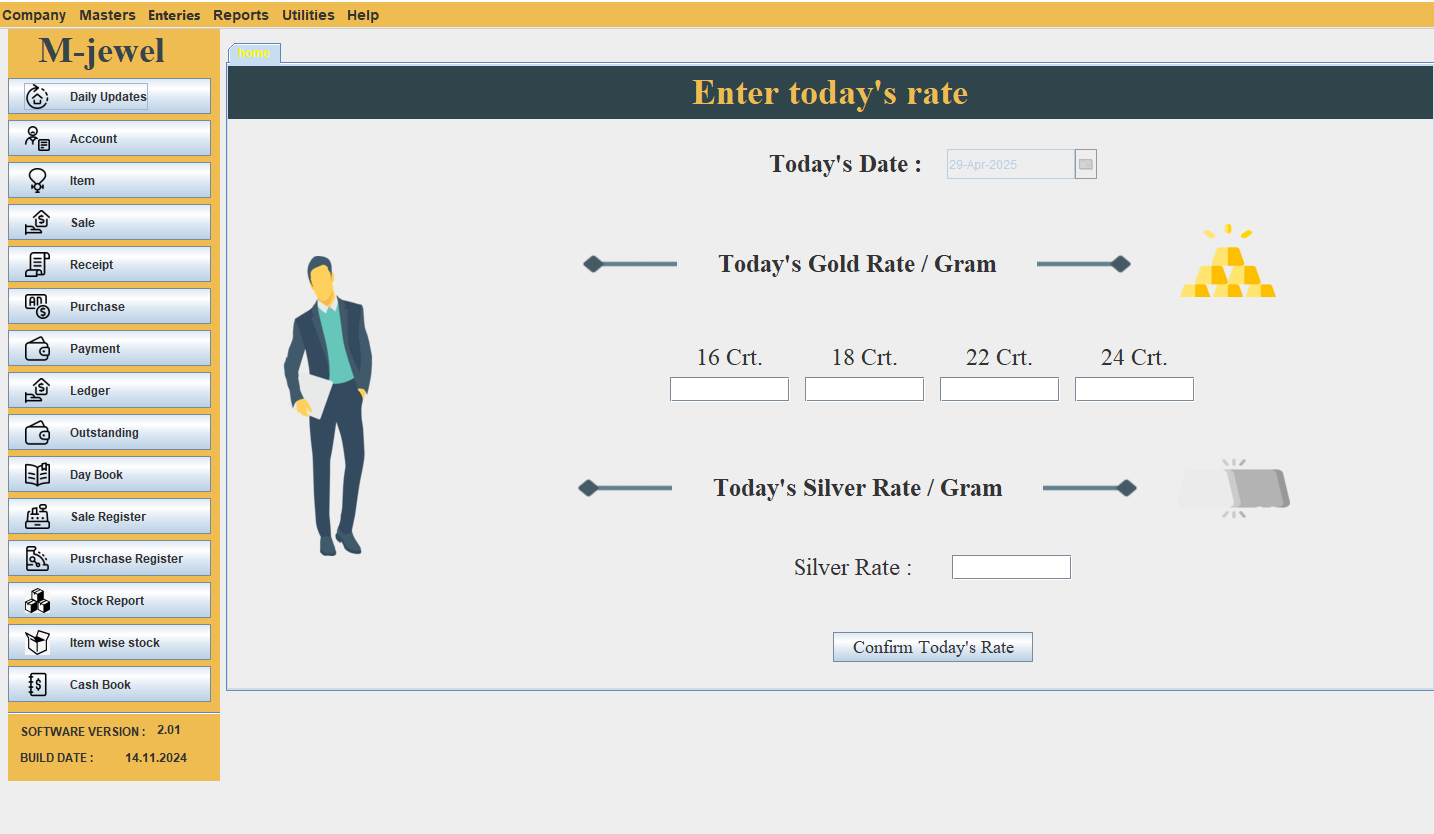 Company Masters Enteries Reports Utilities Help
M-jewel
Daily Updates
Account
Item
Sale
Receipt
Purchase
Payment
Ledger
Outstanding
Day Book
Sale Register
Pusrchase Register
Stock Report
Item wise stock
Cash Book
SOFTWARE VERSION : 2.01
BUILD DATE : 14.11.2024
home
Enter today's rate
Today's Date : 29-Apr-2025
Today's Gold Rate / Gram
16 Crt. 18 Crt. 22 Crt. 24 Crt.
Today's Silver Rate / Gram
Silver Rate :
Confirm Today's Rate